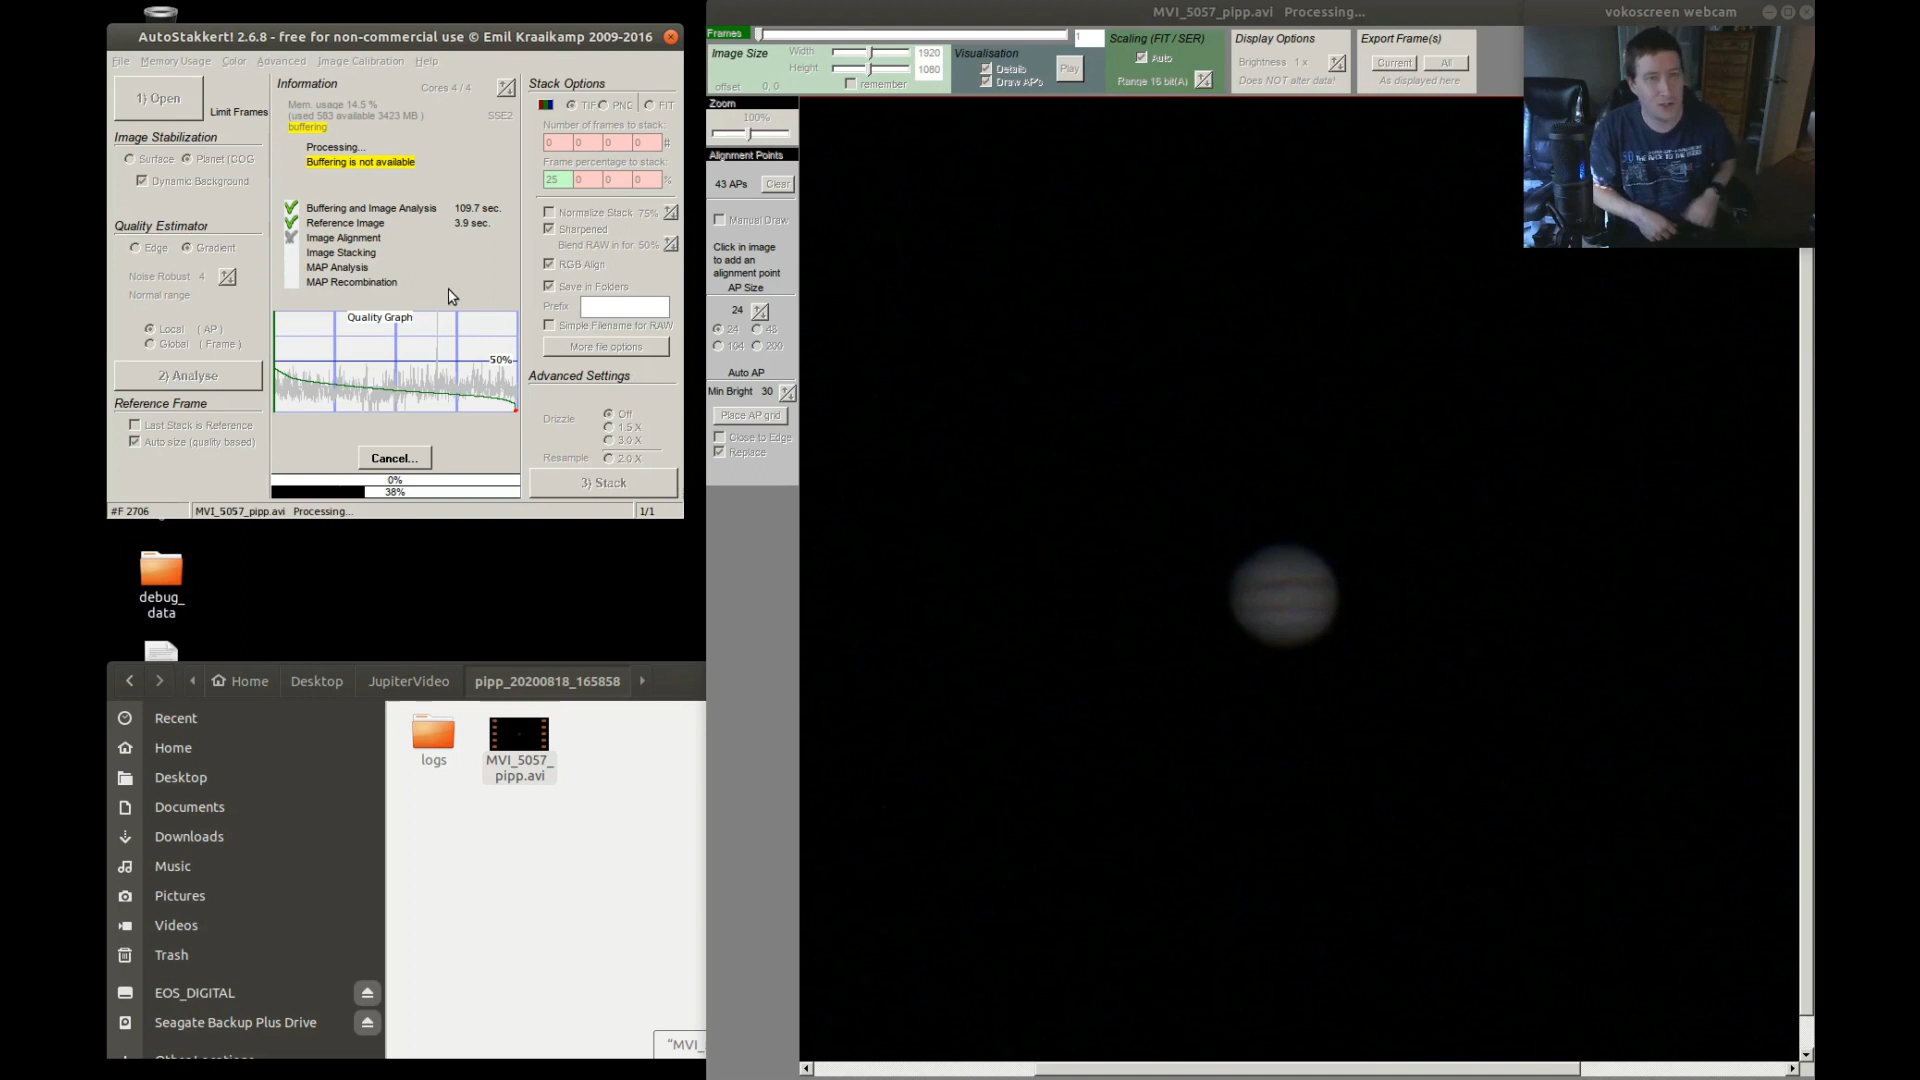 AutoStakkert! 2.6.8 - free for non-commercial use © Emil Kraaikamp 2009-2016
File Memory Usage Color Advanced Image Calibration Help
1) Open
Limit Frames
Image Stabilization
Surface Planet (COG
Dynamic Background
Quality Estimator
Edge Gradient
Noise Robust 4
Normal range
Local ( AP )
Global ( Frame )
2) Analyse
Reference Frame
Last Stack is Reference
Auto size (quality based)
Information
Cores 4 / 4
Mem. usage 14.5 %
(used 583 available 3423 MB )
SSE2
buffering
Processing...
Buffering is not available
Buffering and Image Analysis 109.7 sec.
Reference Image 3.9 sec.
Image Alignment
Image Stacking
MAP Analysis
MAP Recombination
Quality Graph
50%
Cancel...
0%
38%
Stack Options
TIF PNG FIT
Number of frames to stack:
0 0 0 0 #
Frame percentage to stack:
25 0 0 0 %
Normalize Stack 75%
Sharpened
Blend RAW in for 50%
RGB Align
Save in Folders
Prefix
Simple Filename for RAW
More file options
Advanced Settings
Drizzle
Off
1.5 X
3.0 X
Resample 2.0 X
3) Stack
#F 2706 MVI_5057_pipp.avi Processing... 1/1
MVI_5057_pipp.avi Processing...
vokoscreen webcam
Frames
1
Image Size
Width 1920
Height 1080
offset 0, 0
remember
Visualisation
Details
Draw AP's
Play
Scaling (FIT / SER)
Auto
Range 16 bit(A)
Display Options
Brightness 1 x
Does NOT alter data!
Export Frame(s)
Current All
As displayed here
Zoom
100%
Alignment Points
43 APs Clear
Manual Draw
Click in image
to add an
alignment point
AP Size
24
24 48
104 200
Auto AP
Min Bright 30
Place AP grid
Close to Edge
Replace
debug_
data
Home Desktop JupiterVideo pipp_20200818_165858
Recent
Home
Desktop
Documents
Downloads
Music
Pictures
Videos
Trash
EOS_DIGITAL
Seagate Backup Plus Drive
Other Locations
logs
MVI_5057_
pipp.avi
"MVI_